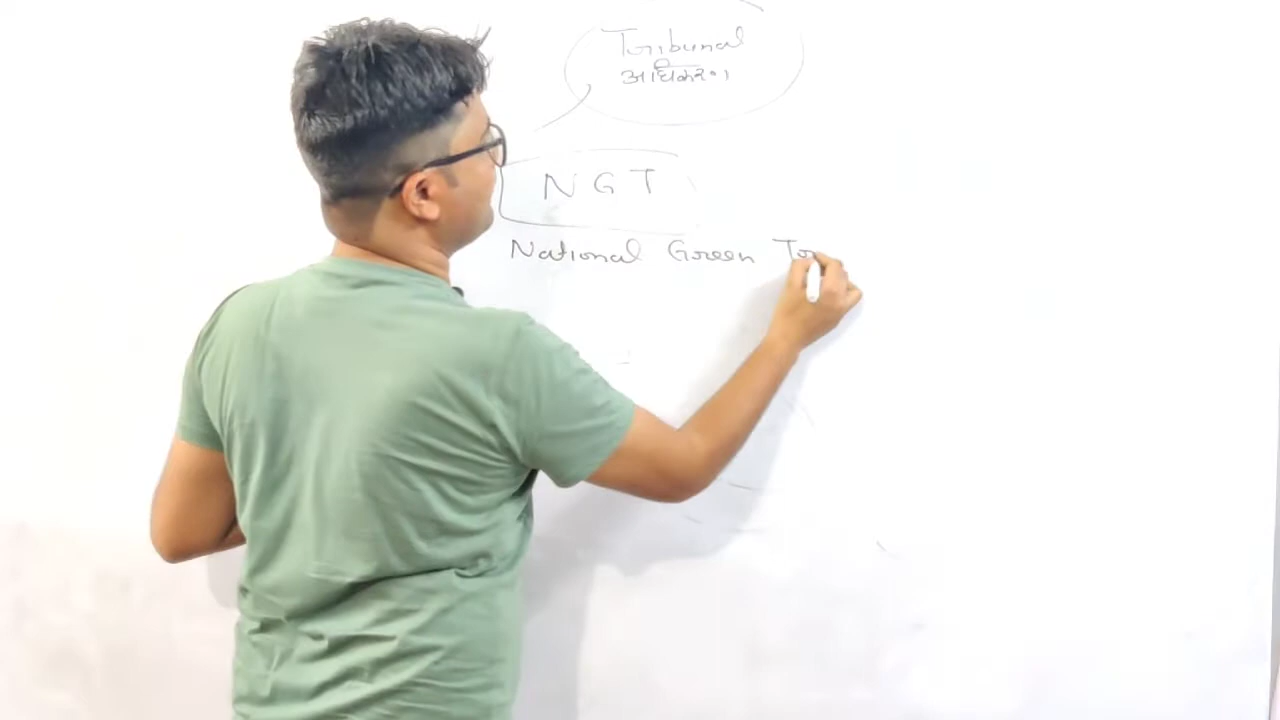 Tribunal
अधिकरण
NGT
National Green Tr